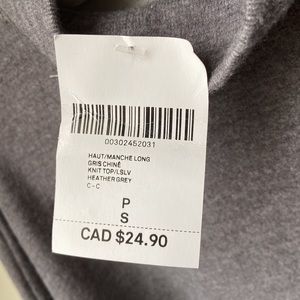 00302452031
HAUT/MANCHE LONG
GRIS CHINÉ
KNIT TOP/LSLV
HEATHER GREY
C - C
P
S
CAD $24.90